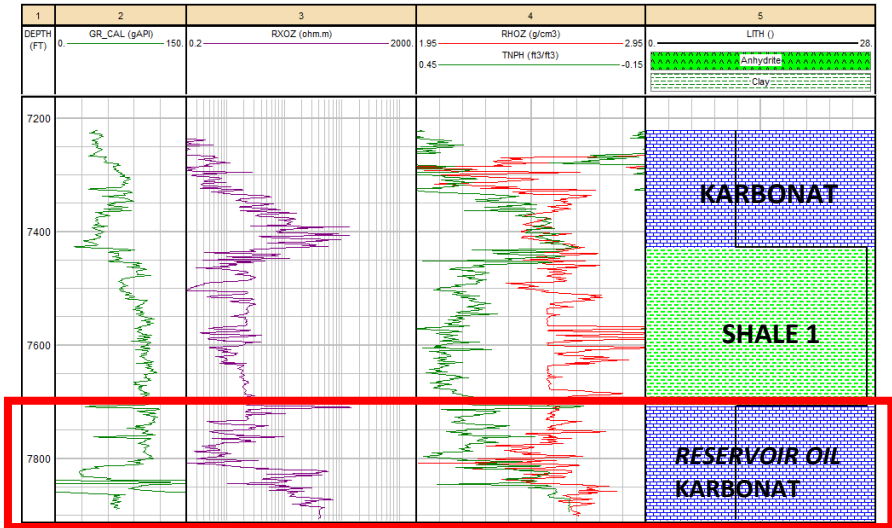 1 2 3 4 5
DEPTH (FT) GR_CAL (gAPI) RXOZ (ohm.m) RHOZ (g/cm3) LITH ()
0. 150. 0.2 2000. 1.95 2.95 0. 28.
TNPH (ft3/ft3)
0.45 -0.15
Anhydrite
Clay
7200
KARBONAT
7400
SHALE 1
7600
RESERVOIR OIL
7800
KARBONAT